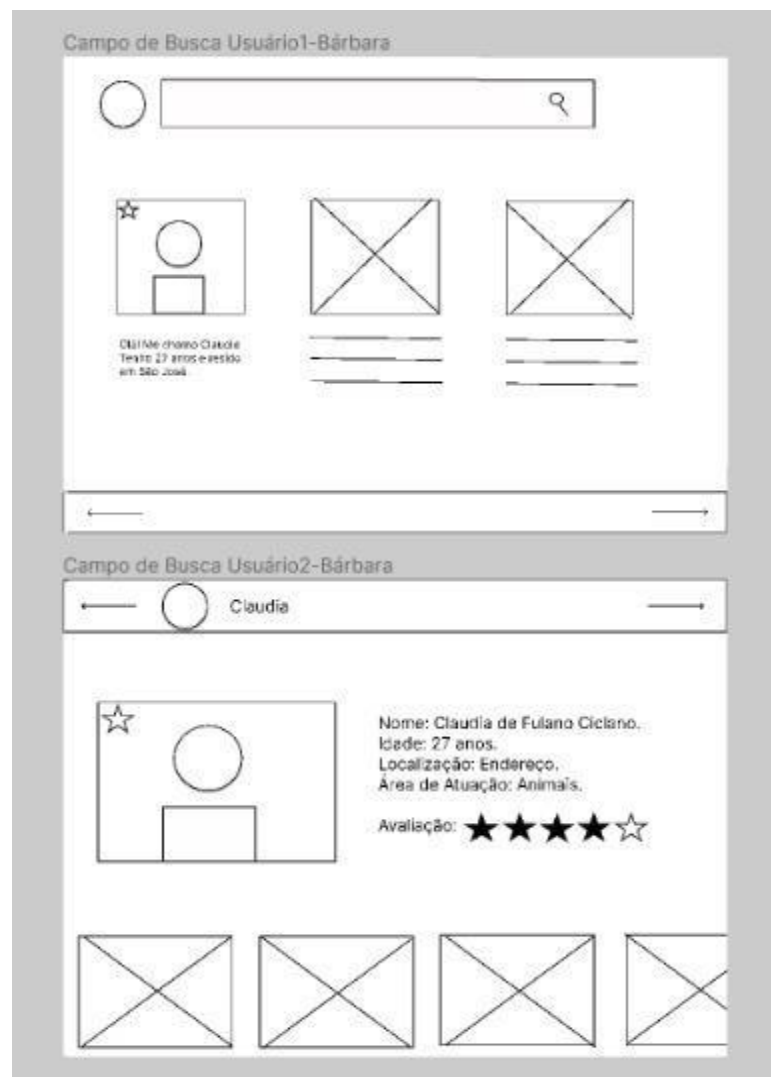 Campo de Busca Usuário1-Bárbara
Olá! Me chamo Claudia
Tenho 27 anos e resido
em São José.
Campo de Busca Usuário2-Bárbara
Claudia
Nome: Claudia de Fulano Ciclano.
Idade: 27 anos.
Localização: Endereço.
Área de Atuação: Animais.
Avaliação: